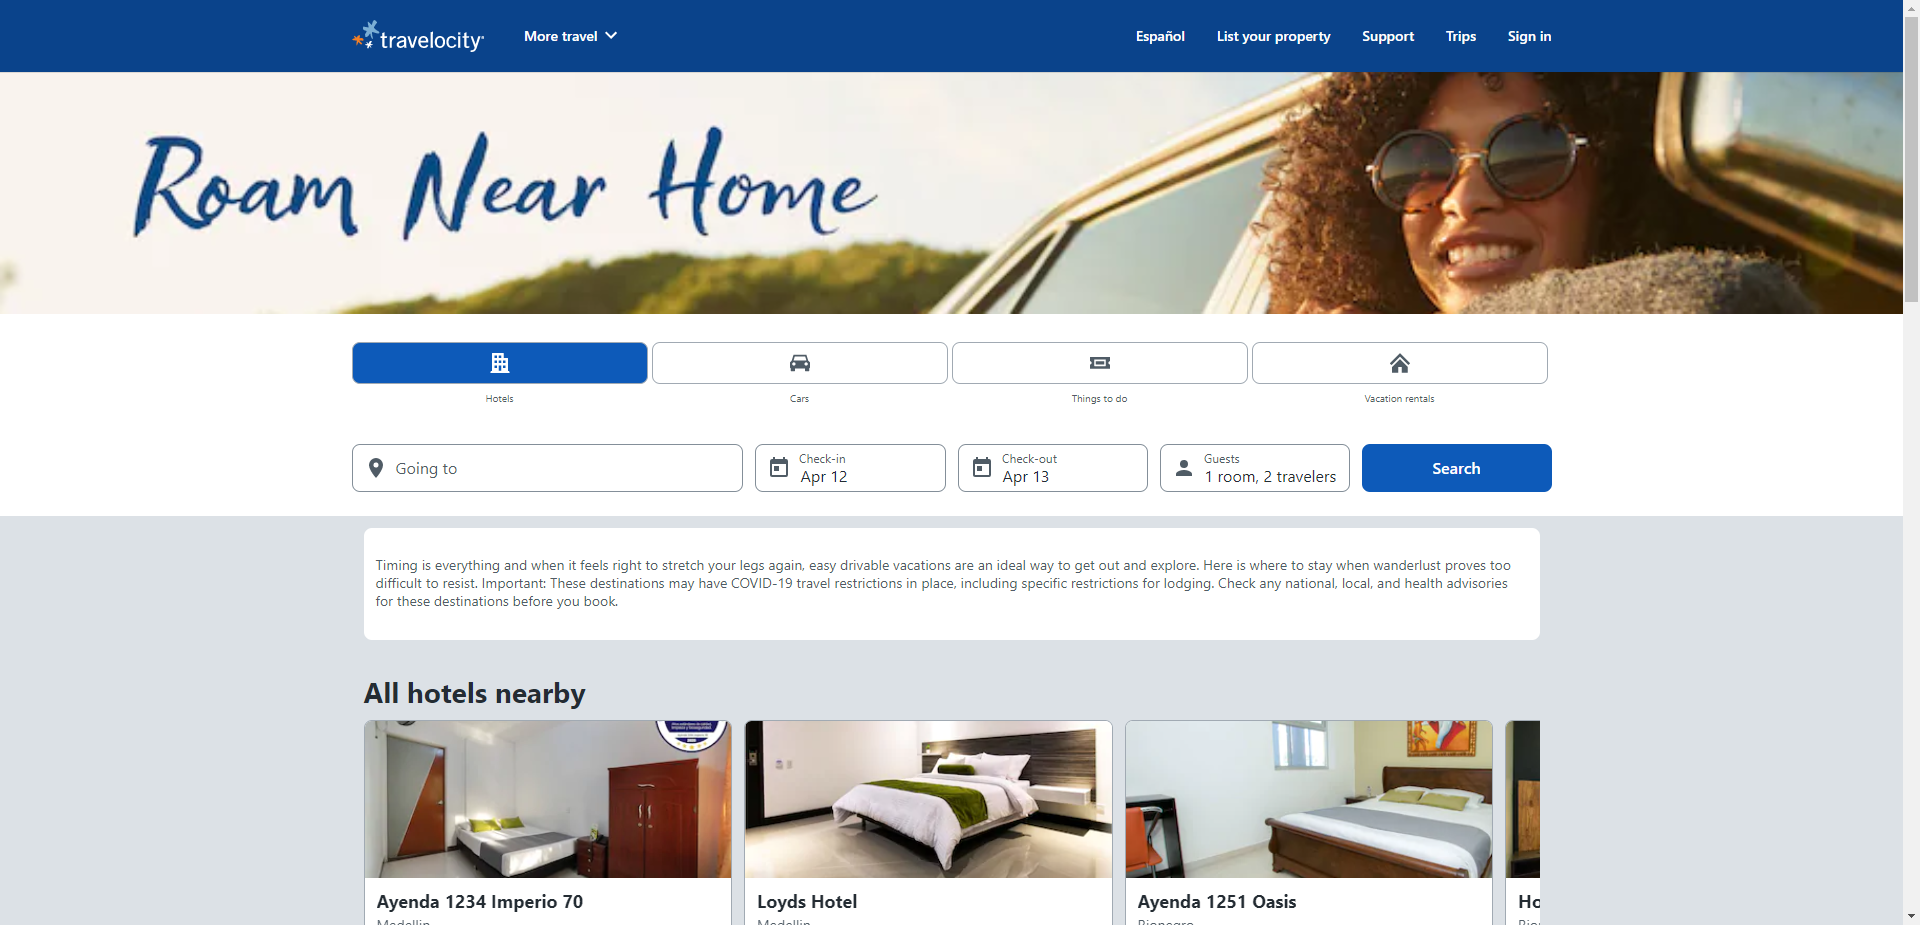 travelocity
More travel
Español
List your property
Support
Trips
Sign in
Roam Near Home
Hotels
Cars
Things to do
Vacation rentals
Going to
Check-in
Apr 12
Check-out
Apr 13
Guests
1 room, 2 travelers
Search
Timing is everything and when it feels right to stretch your legs again, easy drivable vacations are an ideal way to get out and explore. Here is where to stay when wanderlust proves too
difficult to resist. Important: These destinations may have COVID-19 travel restrictions in place, including specific restrictions for lodging. Check any national, local, and health advisories
for these destinations before you book.
All hotels nearby
Ayenda 1234 Imperio 70
Medellin
Loyds Hotel
Medellin
Ayenda 1251 Oasis
Rionegro
Ho